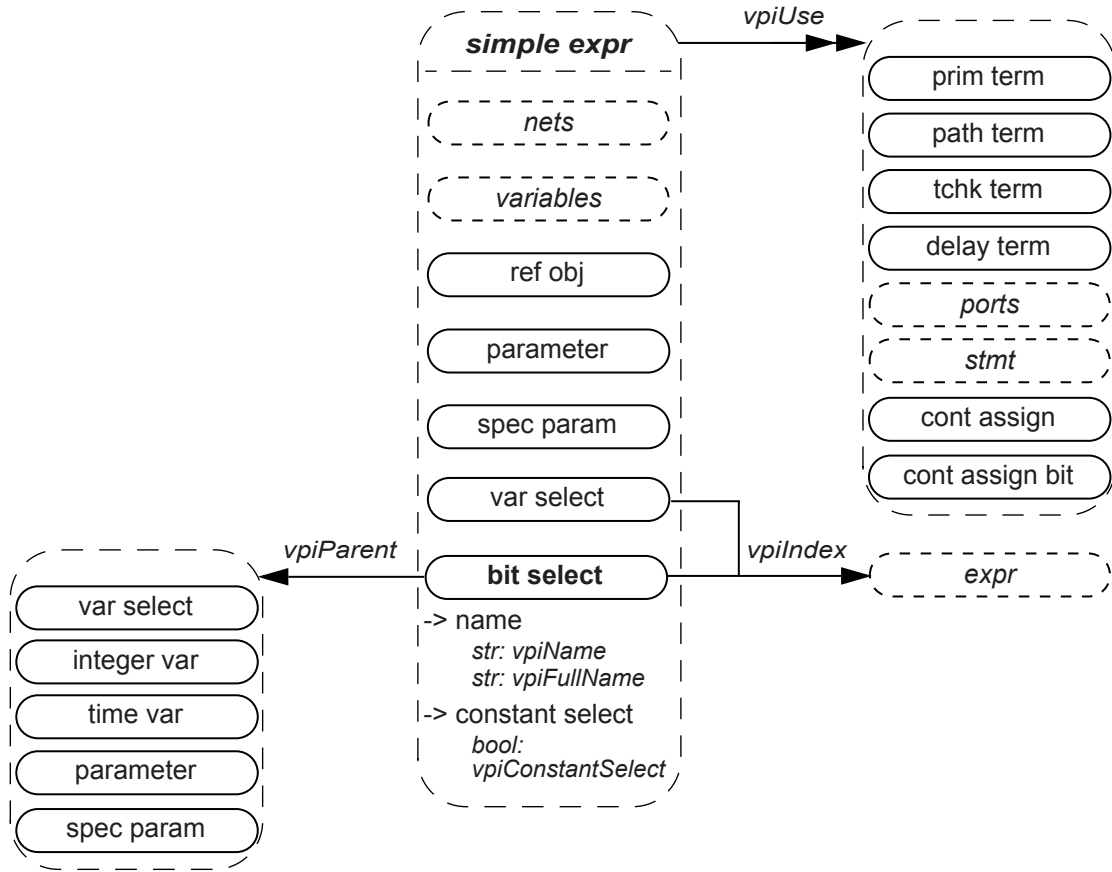 simple expr
vpiUse
nets
variables
ref obj
parameter
spec param
var select
bit select
-> name
str: vpiName
str: vpiFullName
-> constant select
bool:
vpiConstantSelect
prim term
path term
tchk term
delay term
ports
stmt
cont assign
cont assign bit
vpiIndex
expr
vpiParent
var select
integer var
time var
parameter
spec param